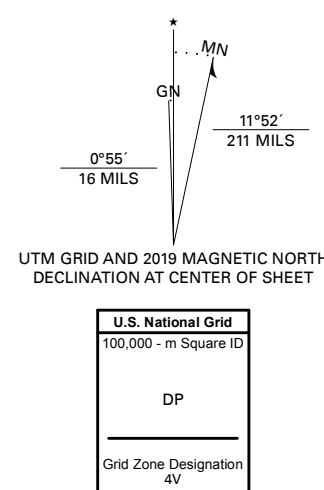 ★
MN
GN
11°52´
211 MILS
0°55´
16 MILS
UTM GRID AND 2019 MAGNETIC NORTH
DECLINATION AT CENTER OF SHEET
U.S. National Grid
100,000 - m Square ID
DP
Grid Zone Designation
4V